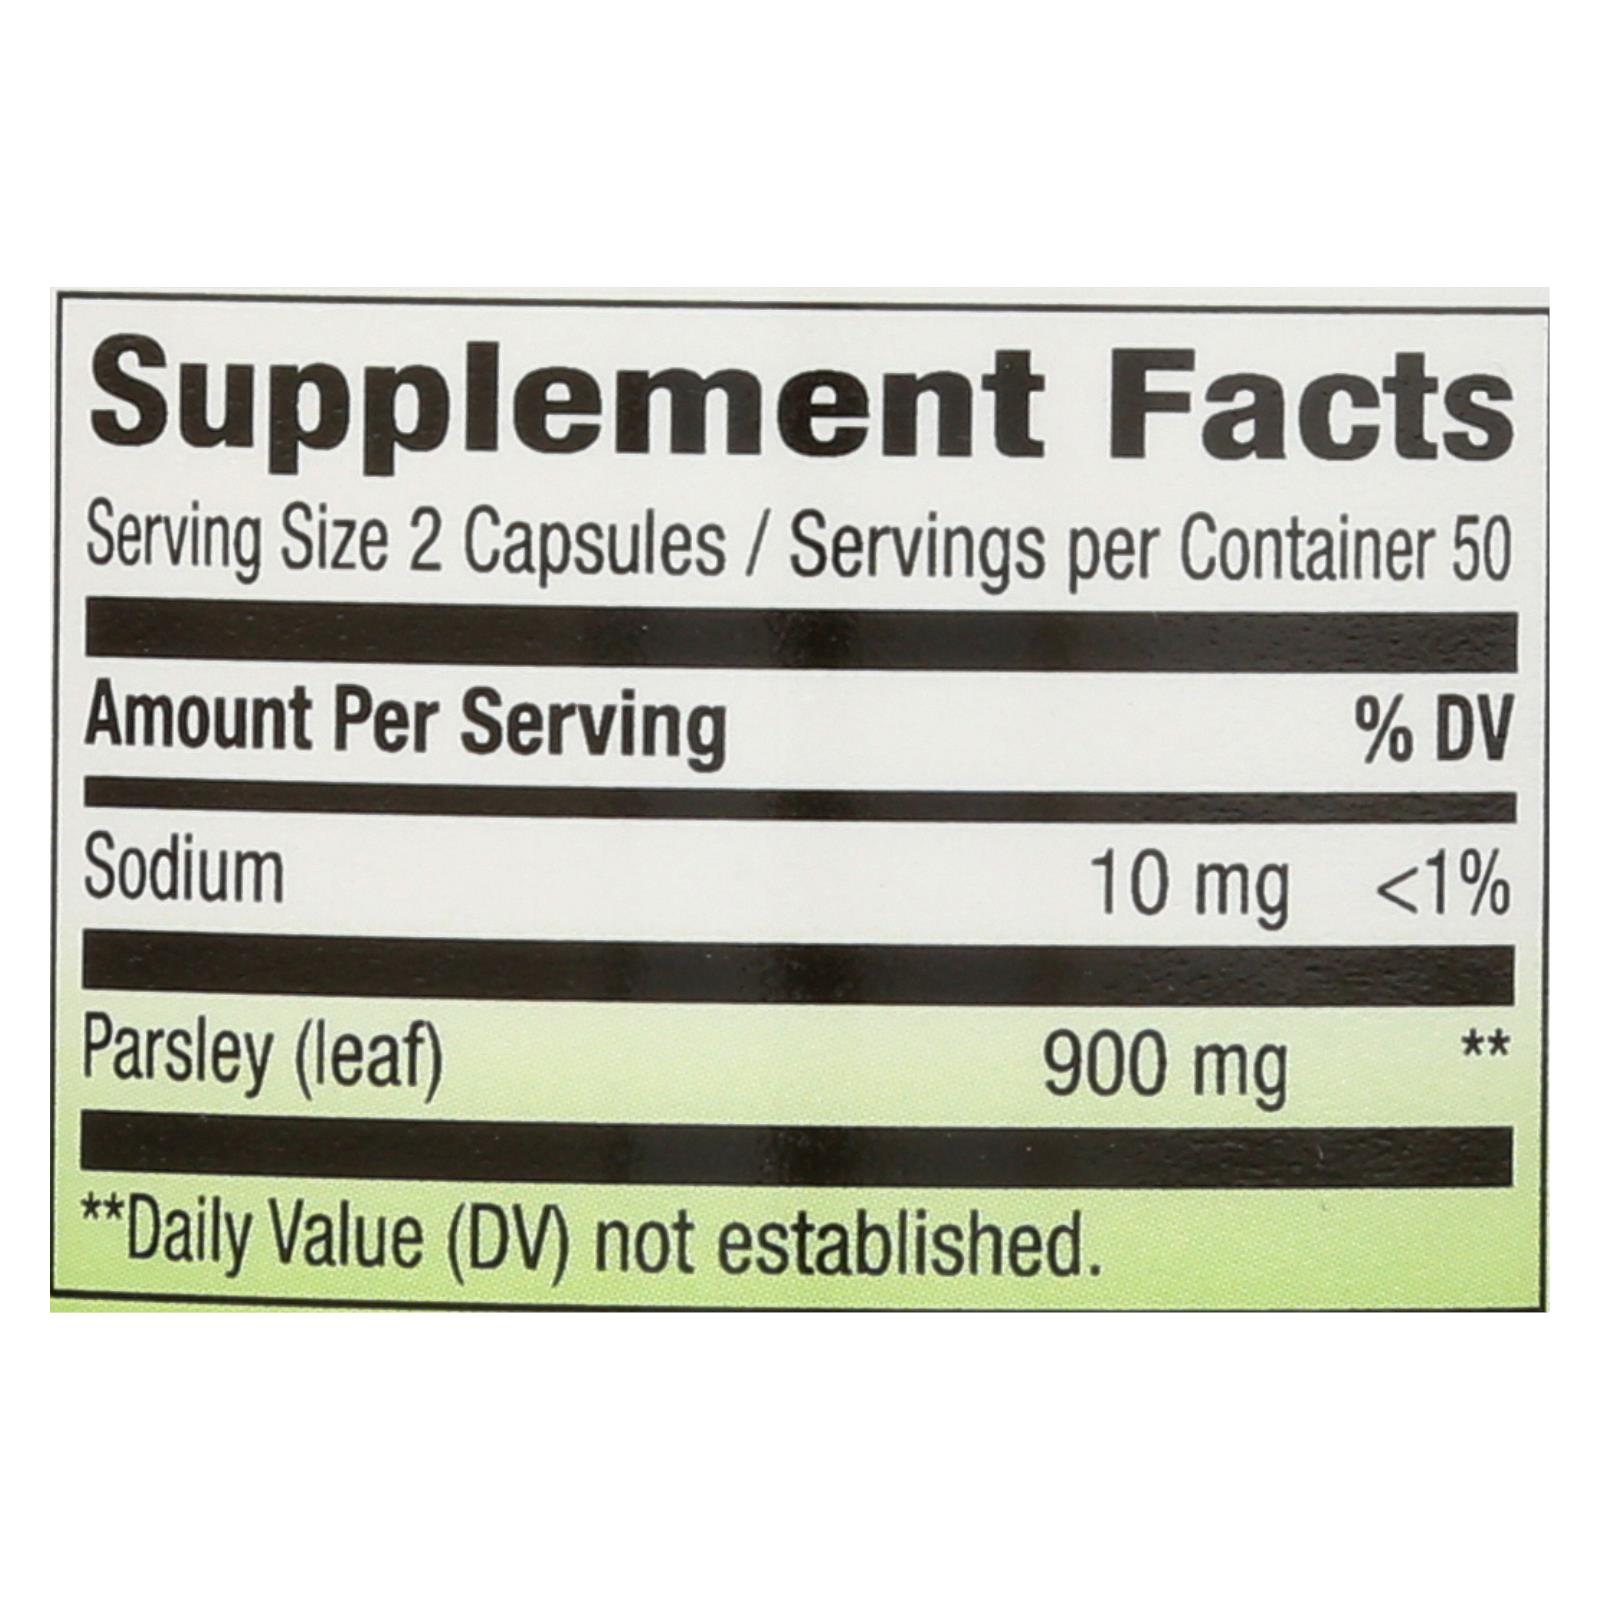 Supplement Facts
Serving Size 2 Capsules / Servings per Container 50
Amount Per Serving % DV
Sodium 10 mg <1%
Parsley (leaf) 900 mg **
**Daily Value (DV) not established.